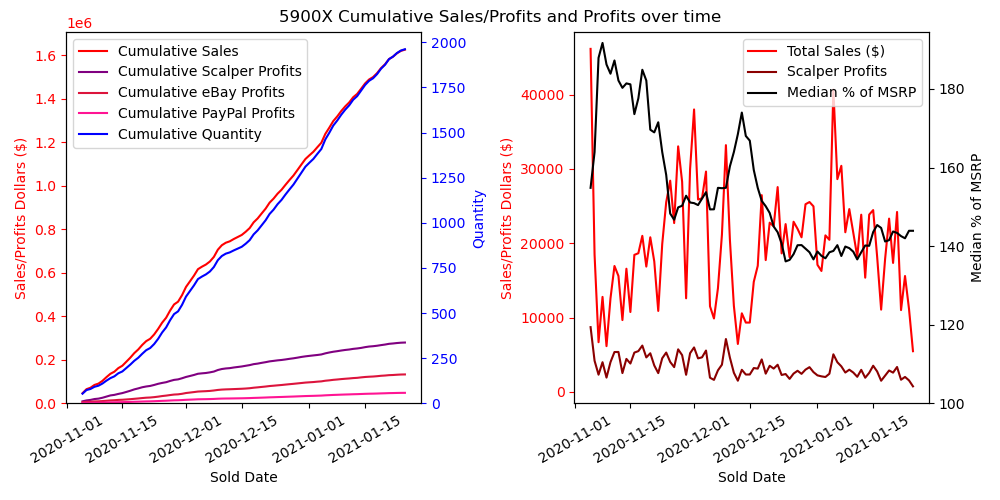 5900X Cumulative Sales/Profits and Profits over time
1e6
Cumulative Sales
Cumulative Scalper Profits
Cumulative eBay Profits
Cumulative PayPal Profits
Cumulative Quantity
1.6
1.4
1.2
1.0
0.8
0.6
0.4
0.2
0.0
Sales/Profits Dollars ($)
2000
1750
1500
1250
1000
750
500
250
0
Quantity
2020-11-01
2020-11-15
2020-12-01
2020-12-15
2021-01-01
2021-01-15
Sold Date
Total Sales ($)
Scalper Profits
Median % of MSRP
40000
30000
20000
10000
0
Sales/Profits Dollars ($)
180
160
140
120
100
Median % of MSRP
2020-11-01
2020-11-15
2020-12-01
2020-12-15
2021-01-01
2021-01-15
Sold Date